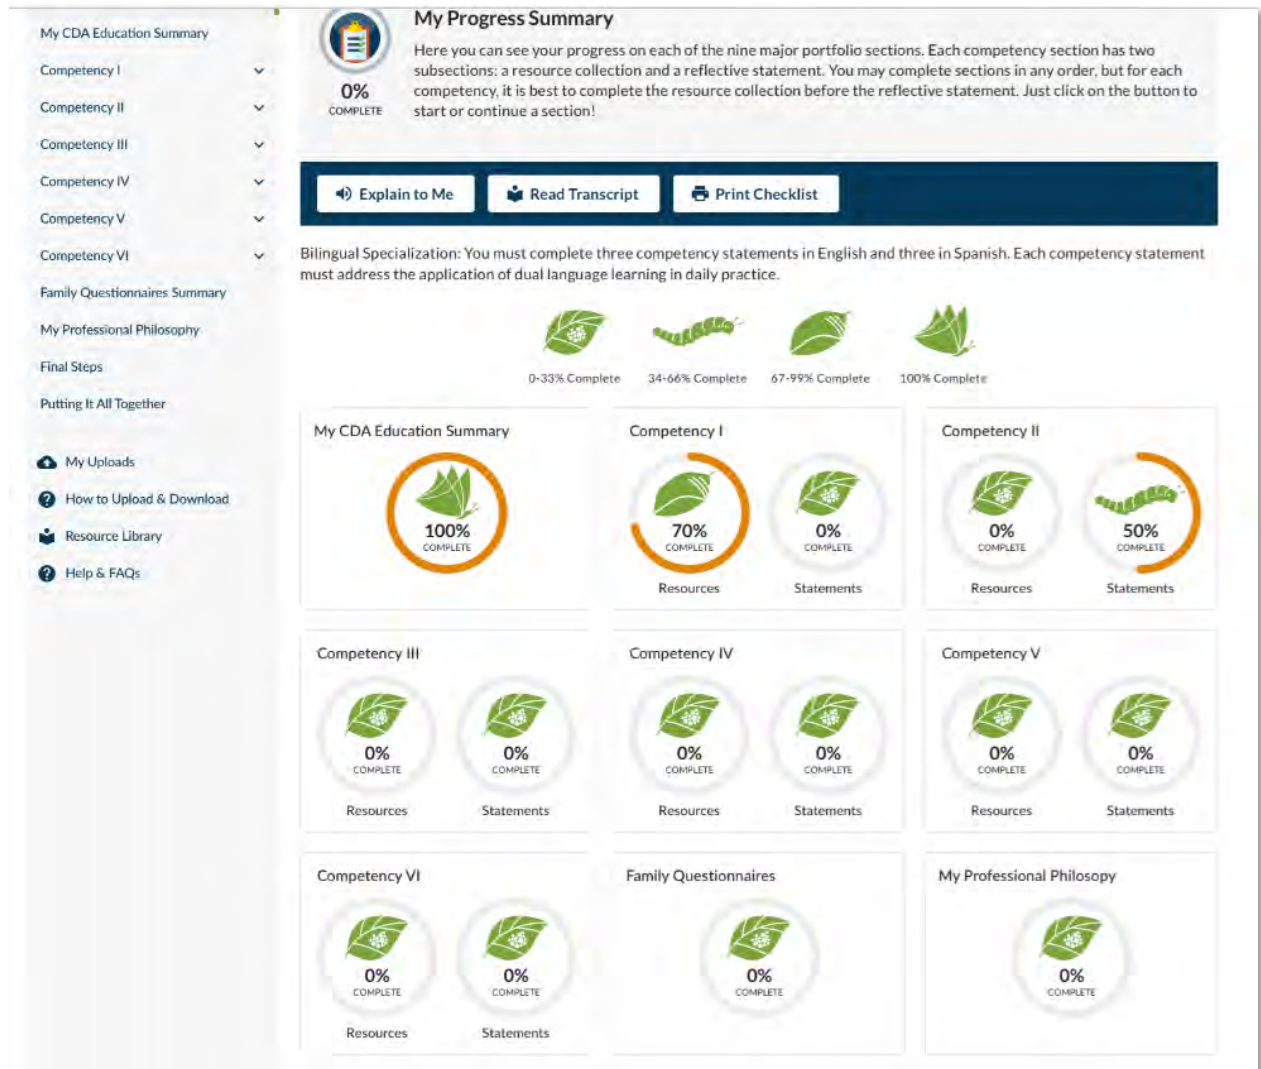 My CDA Education Summary
Competency I
Competency II
Competency III
Competency IV
Competency V
Competency VI
Family Questionnaires Summary
My Professional Philosophy
Final Steps
Putting It All Together
My Uploads
How to Upload & Download
Resource Library
Help & FAQs
My Progress Summary
0%
COMPLETE
Here you can see your progress on each of the nine major portfolio sections. Each competency section has two
subsections: a resource collection and a reflective statement. You may complete sections in any order, but for each
competency, it is best to complete the resource collection before the reflective statement. Just click on the button to
start or continue a section!
Explain to Me
Read Transcript
Print Checklist
Bilingual Specialization: You must complete three competency statements in English and three in Spanish. Each competency statement
must address the application of dual language learning in daily practice.
0-33% Complete
34-66% Complete
67-99% Complete
100% Complete
My CDA Education Summary
100%
COMPLETE
Competency I
70%
COMPLETE
Resources
0%
COMPLETE
Statements
Competency II
0%
COMPLETE
Resources
50%
COMPLETE
Statements
Competency III
0%
COMPLETE
Resources
0%
COMPLETE
Statements
Competency IV
0%
COMPLETE
Resources
0%
COMPLETE
Statements
Competency V
0%
COMPLETE
Resources
0%
COMPLETE
Statements
Competency VI
0%
COMPLETE
Resources
0%
COMPLETE
Statements
Family Questionnaires
0%
COMPLETE
My Professional Philosopy
0%
COMPLETE